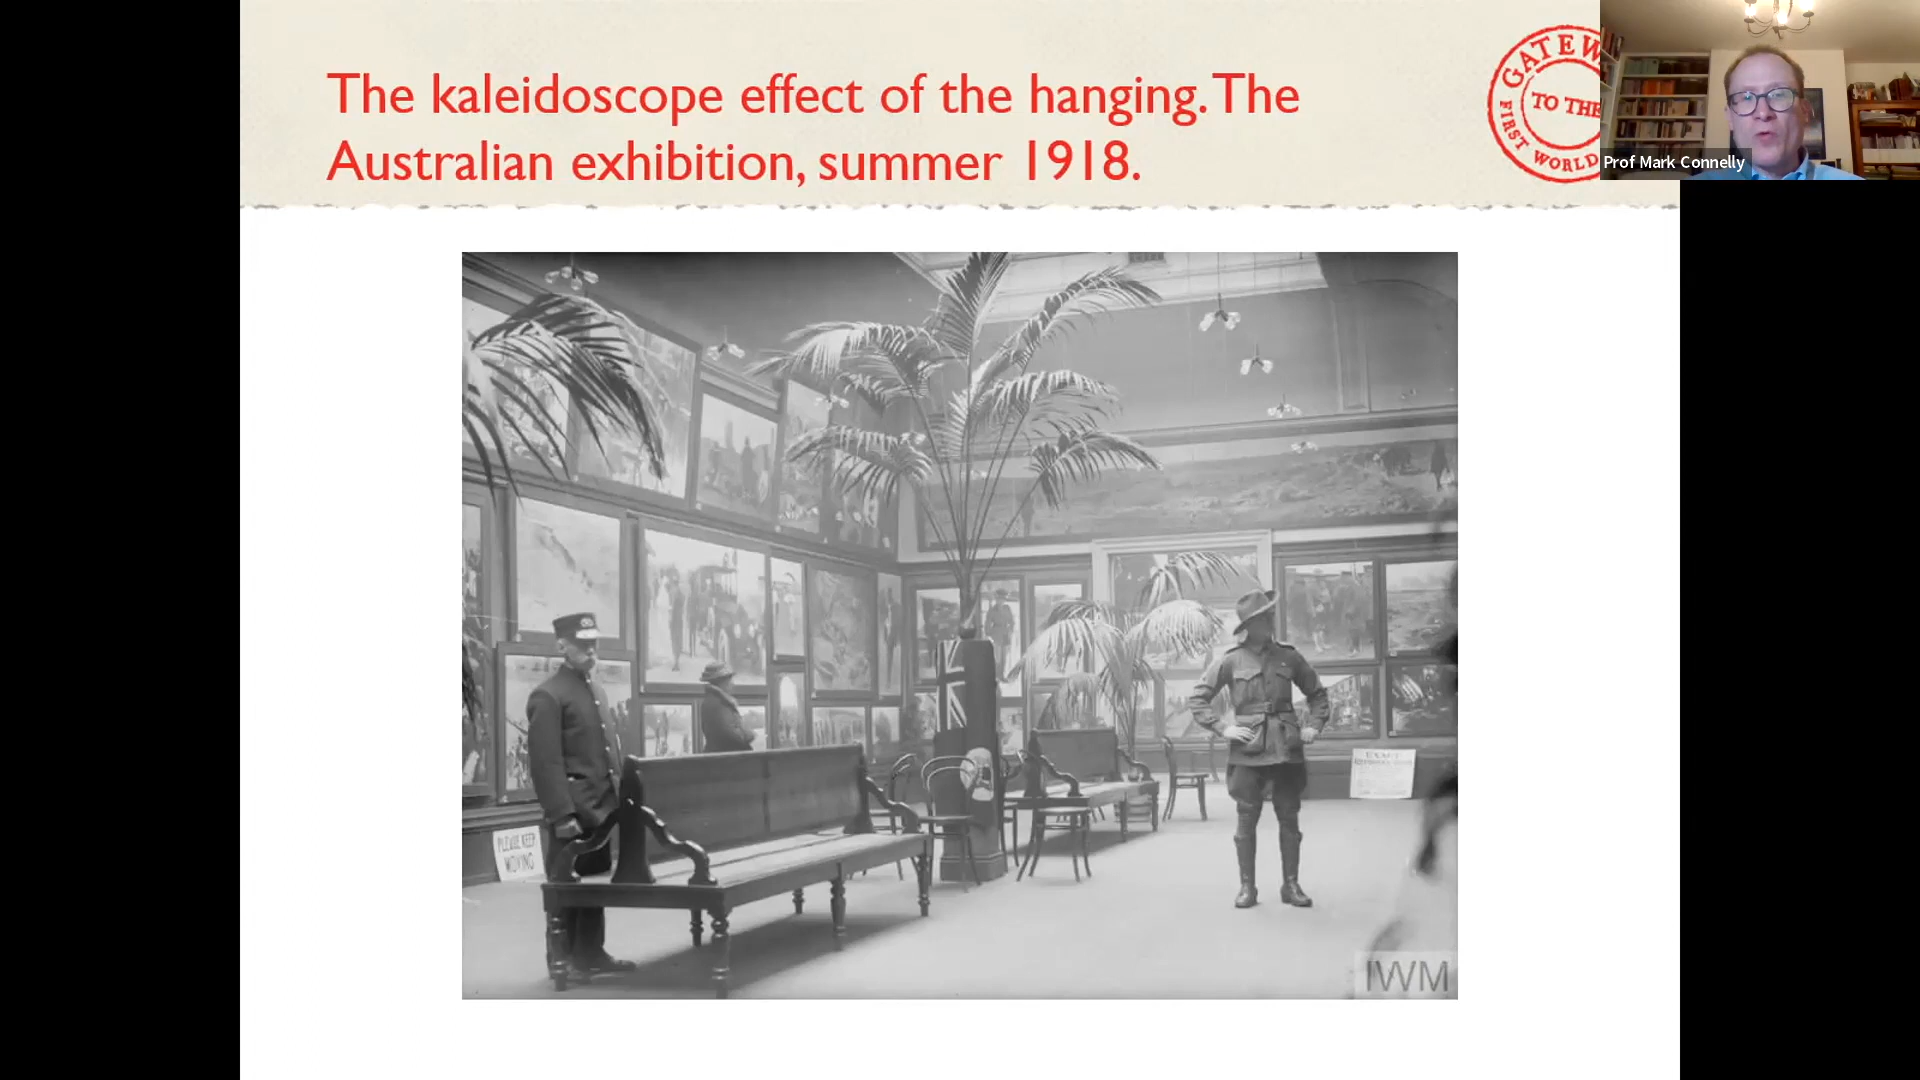 The kaleidoscope effect of the hanging. The
Australian exhibition, summer 1918.
GATEW
TO THE
FIRST WORLD
Prof Mark Connelly
PLEASE KEEP
MOVING
IWM